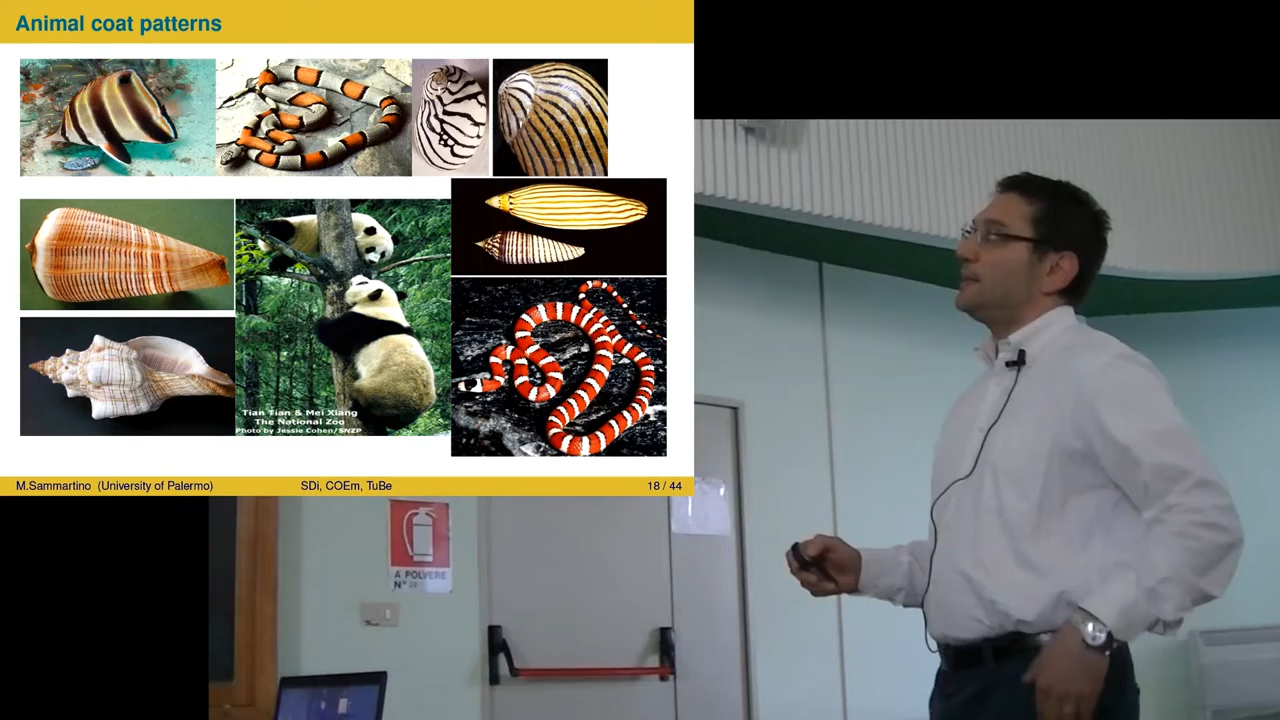 Animal coat patterns
Tian Tian & Mei Xiang
The National Zoo
Photo by Jessie Cohen/SNZP
M.Sammartino (University of Palermo)
SDi, COEm, TuBe
18 / 44
A POLVERE
N°